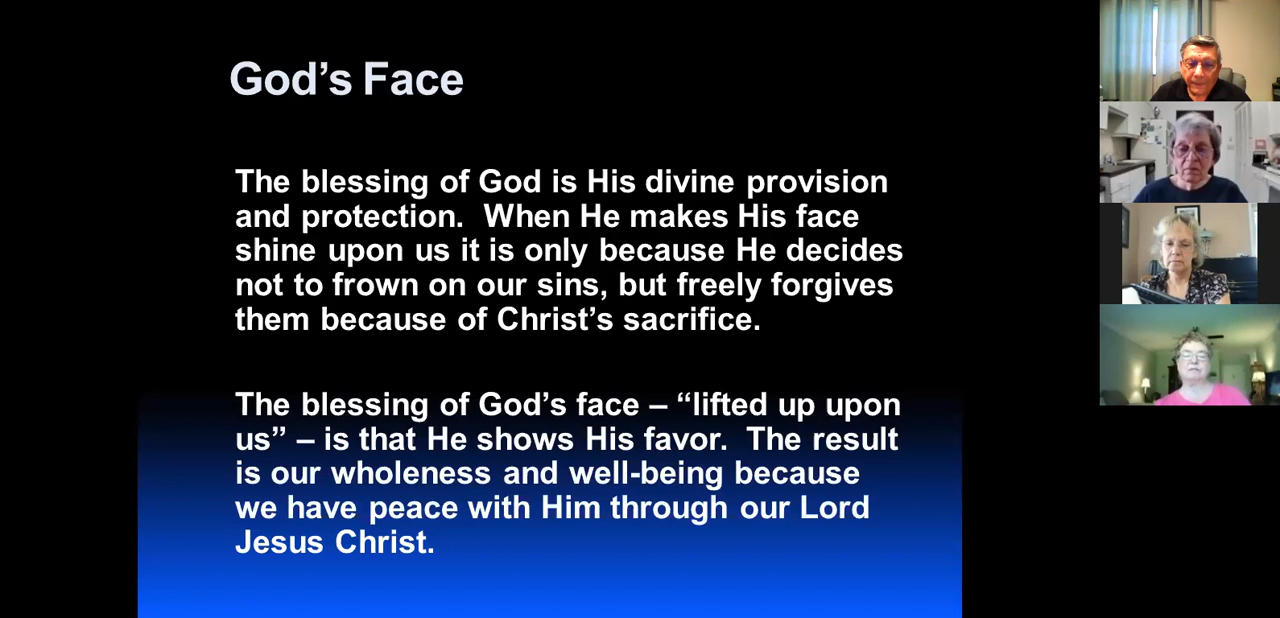 God’s Face
The blessing of God is His divine provision
and protection.  When He makes His face
shine upon us it is only because He decides
not to frown on our sins, but freely forgives
them because of Christ’s sacrifice.
The blessing of God’s face – “lifted up upon
us” – is that He shows His favor.  The result
is our wholeness and well-being because
we have peace with Him through our Lord
Jesus Christ.